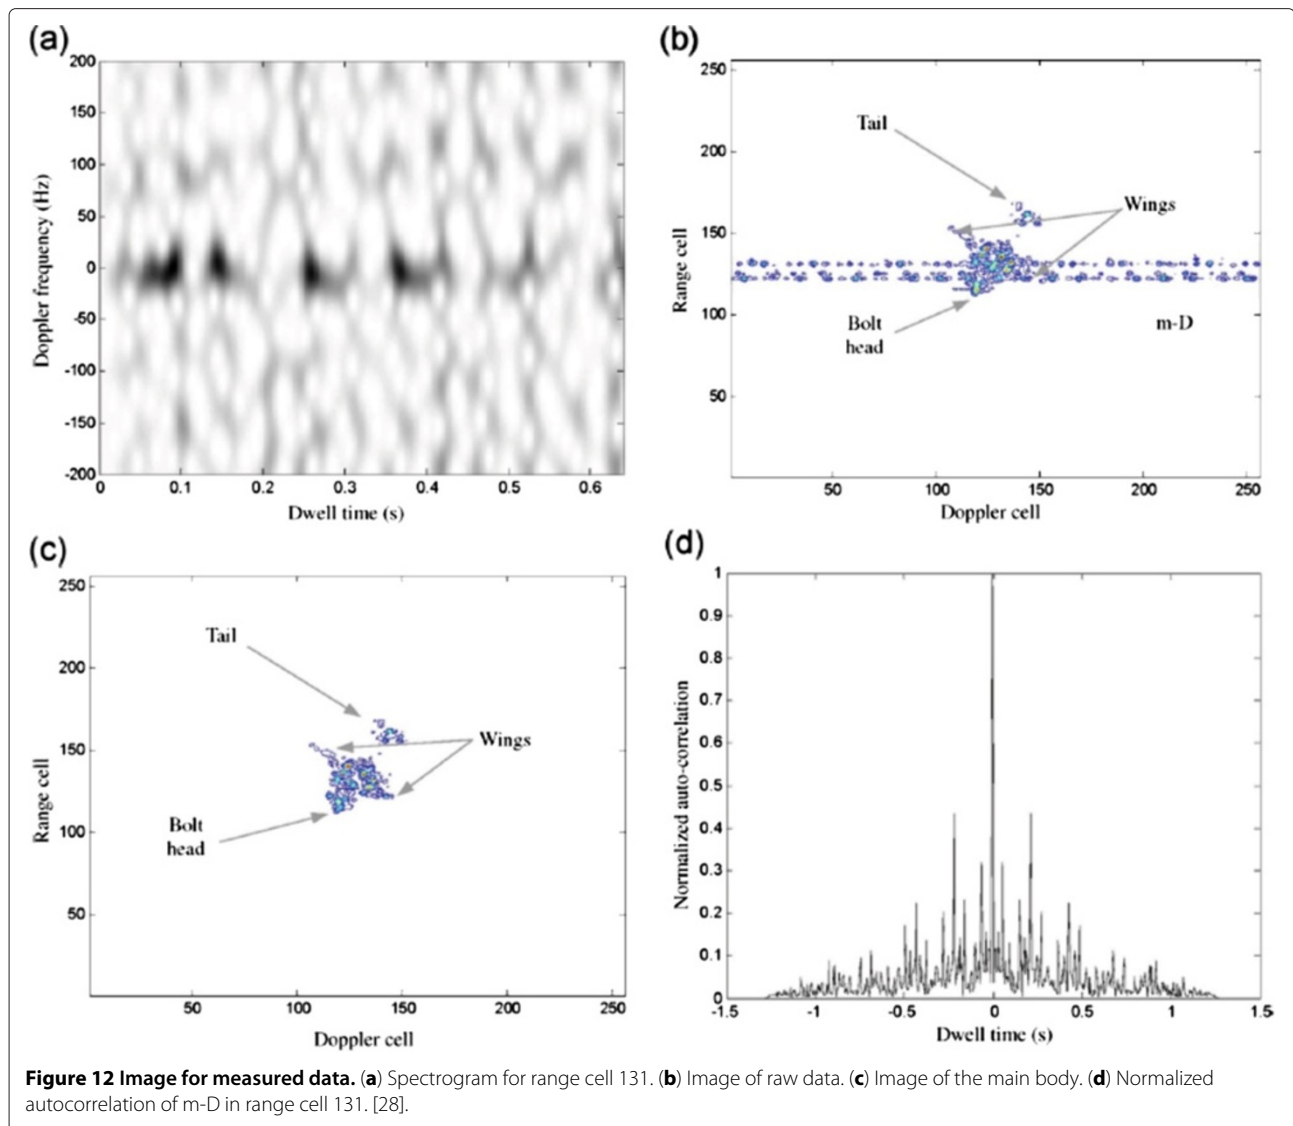 (a)
200
150
100
50
0
-50
-100
-150
-200
0 0.1 0.2 0.3 0.4 0.5 0.6
Doppler frequency (Hz)
Dwell time (s)
(b)
250
200
150
100
50
50 100 150 200 250
Range cell
Doppler cell
Tail
Wings
Bolt
head
m-D
(c)
250
200
150
100
50
50 100 150 200 250
Range cell
Doppler cell
Tail
Wings
Bolt
head
(d)
1
0.9
0.8
0.7
0.6
0.5
0.4
0.3
0.2
0.1
0
-1.5 -1 -0.5 0 0.5 1 1.5
Normalized auto-correlation
Dwell time (s)
Figure 12 Image for measured data. (a) Spectrogram for range cell 131. (b) Image of raw data. (c) Image of the main body. (d) Normalized
autocorrelation of m-D in range cell 131. [28].